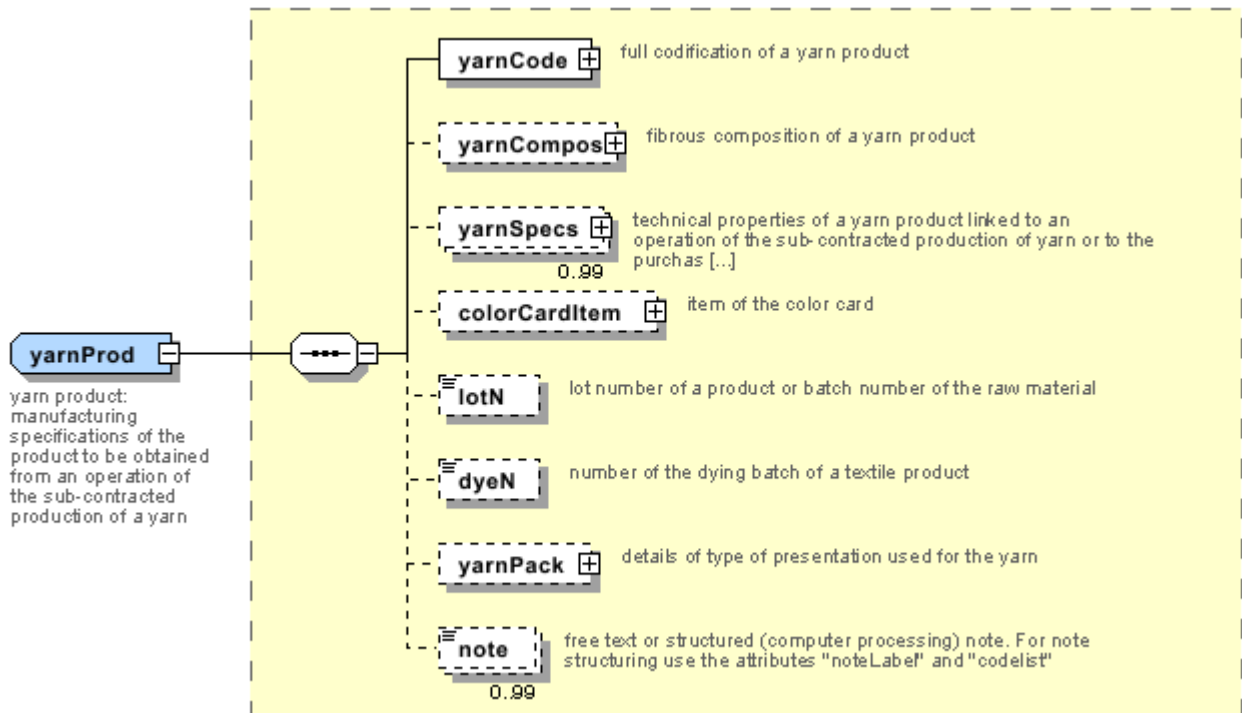 yarnCode
full codification of a yarn product
yarnCompos
fibrous composition of a yarn product
yarnSpecs
technical properties of a yarn product linked to an
operation of the sub-contracted production of yarn or to the
purchas [...]
0..99
colorCardItem
item of the color card
yarnProd
yarn product:
manufacturing
specifications of the
product to be obtained
from an operation of
the sub-contracted
production of a yarn
lotN
lot number of a product or batch number of the raw material
dyeN
number of the dying batch of a textile product
yarnPack
details of type of presentation used for the yarn
note
free text or structured (computer processing) note. For note
structuring use the attributes "noteLabel" and "codelist"
0..99